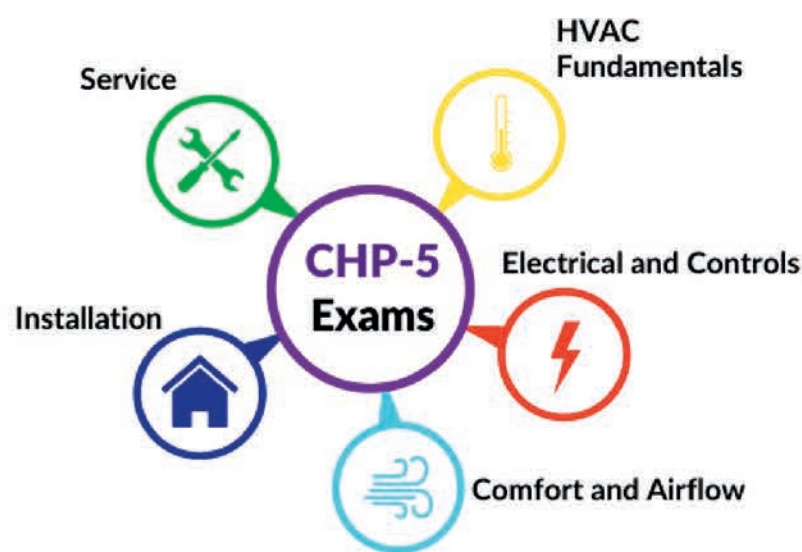 HVAC
Fundamentals
Service
CHP-5
Exams
Electrical and Controls
Installation
Comfort and Airflow